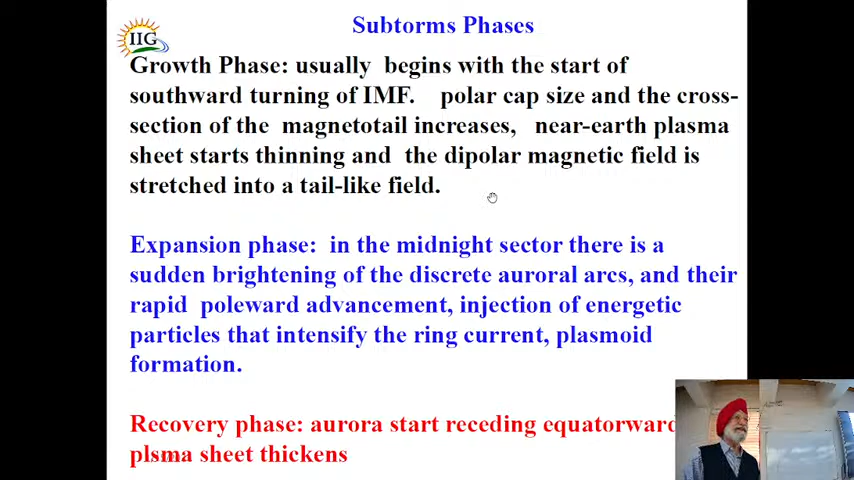 Subtorms Phases
IIG
Growth Phase: usually begins with the start of
southward turning of IMF. polar cap size and the cross-
section of the magnetotail increases, near-earth plasma
sheet starts thinning and the dipolar magnetic field is
stretched into a tail-like field.
Expansion phase: in the midnight sector there is a
sudden brightening of the discrete auroral arcs, and their
rapid poleward advancement, injection of energetic
particles that intensify the ring current, plasmoid
formation.
Recovery phase: aurora start receding equatorward
plsma sheet thickens